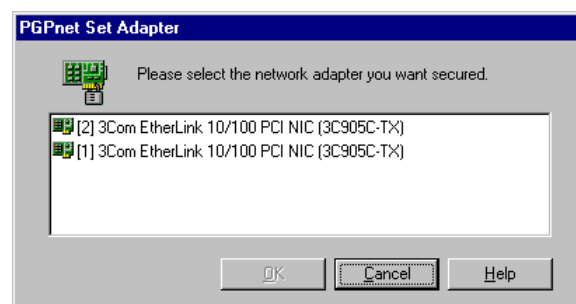 PGPnet Set Adapter
Please select the network adapter you want secured.
[2] 3Com EtherLink 10/100 PCI NIC (3C905C-TX)
[1] 3Com EtherLink 10/100 PCI NIC (3C905C-TX)
OK Cancel Help